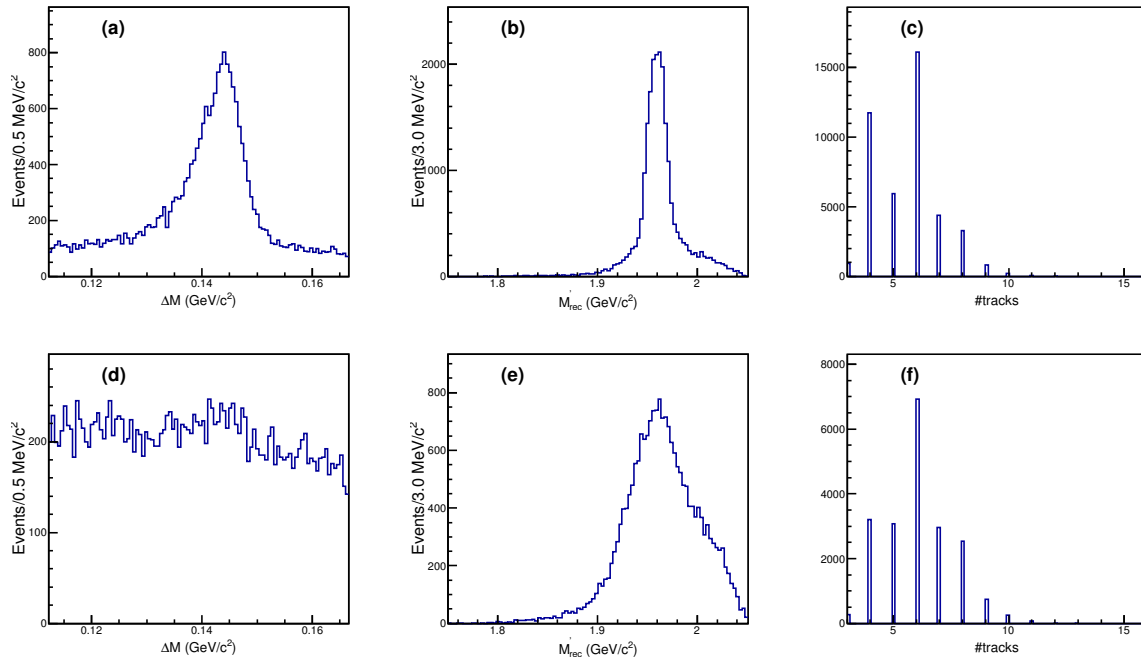 (a)
Events/0.5 MeV/c²
800
600
400
200
0
0.12
0.14
0.16
ΔM (GeV/c²)
(b)
Events/3.0 MeV/c²
2000
1000
0
1.8
1.9
2
M_rec (GeV/c²)
(c)
15000
10000
5000
0
5
10
15
#tracks
(d)
Events/0.5 MeV/c²
200
100
0
0.12
0.14
0.16
ΔM (GeV/c²)
(e)
Events/3.0 MeV/c²
800
600
400
200
0
1.8
1.9
2
M_rec (GeV/c²)
(f)
8000
6000
4000
2000
0
5
10
15
#tracks